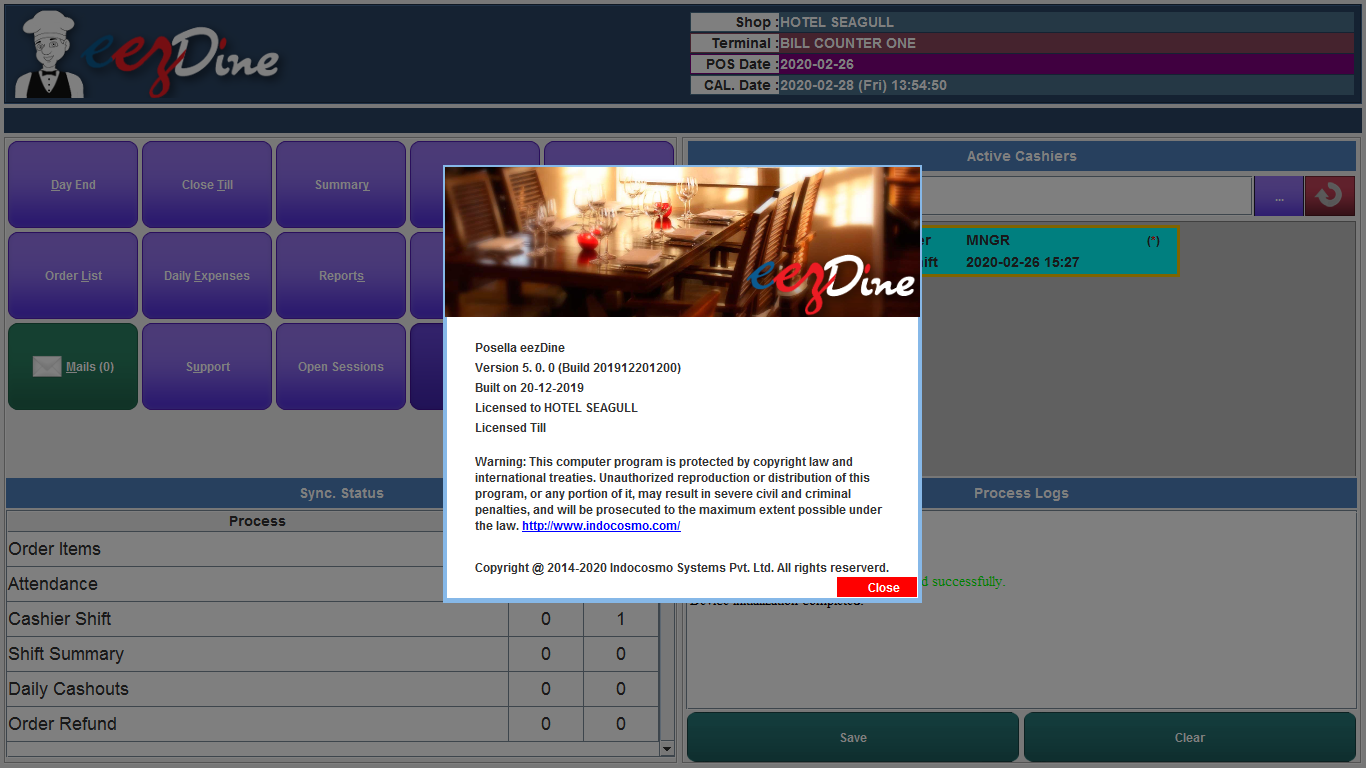 eezDine
Shop : HOTEL SEAGULL
Terminal : BILL COUNTER ONE
POS Date : 2020-02-26
CAL. Date : 2020-02-28 (Fri) 13:54:50
Day End
Close Till
Summary
Active Cashiers
...
Order List
Daily Expenses
Reports
er MNGR (*)
ift 2020-02-26 15:27
Mails (0)
Support
Open Sessions
eezDine
Posella eezDine
Version 5. 0. 0 (Build 201912201200)
Built on 20-12-2019
Licensed to HOTEL SEAGULL
Licensed Till
Warning: This computer program is protected by copyright law and
international treaties. Unauthorized reproduction or distribution of this
program, or any portion of it, may result in severe civil and criminal
penalties, and will be prosecuted to the maximum extent possible under
the law. http://www.indocosmo.com/
Copyright @ 2014-2020 Indocosmo Systems Pvt. Ltd. All rights reserverd.
Close
Sync. Status
Process
Order Items
Attendance
Cashier Shift 0 1
Shift Summary 0 0
Daily Cashouts 0 0
Order Refund 0 0
Process Logs
d successfully.
Device initialization completed.
Save
Clear